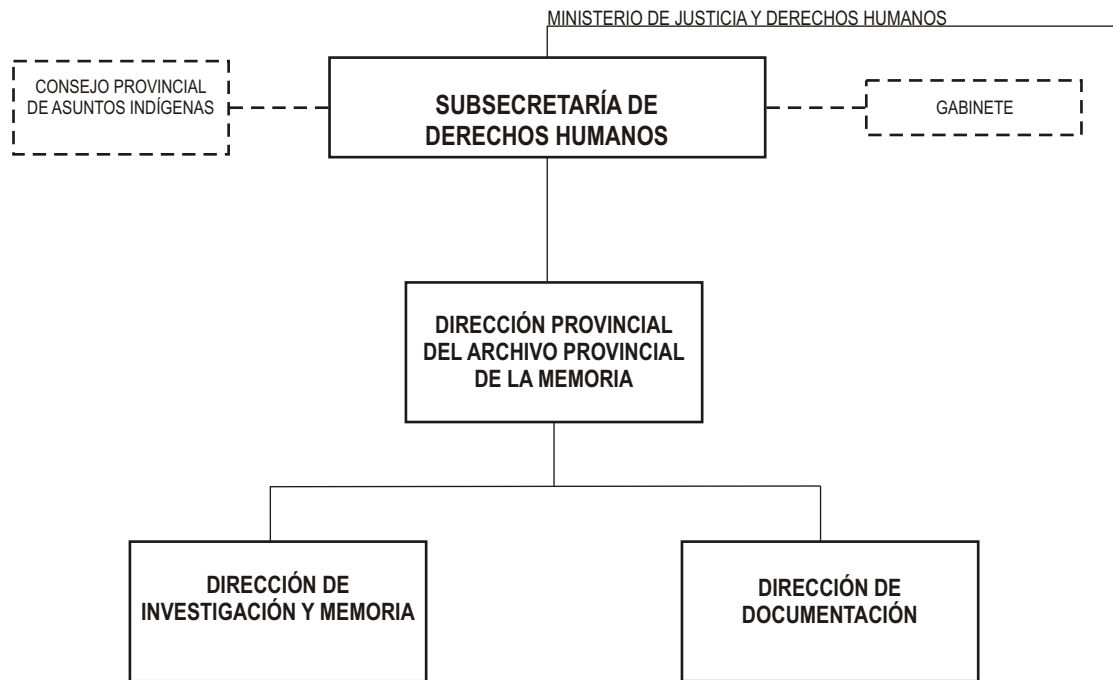 MINISTERIO DE JUSTICIA Y DERECHOS HUMANOS
CONSEJO PROVINCIAL
DE ASUNTOS INDÍGENAS
SUBSECRETARÍA DE
DERECHOS HUMANOS
GABINETE
DIRECCIÓN PROVINCIAL
DEL ARCHIVO PROVINCIAL
DE LA MEMORIA
DIRECCIÓN DE
INVESTIGACIÓN Y MEMORIA
DIRECCIÓN DE
DOCUMENTACIÓN